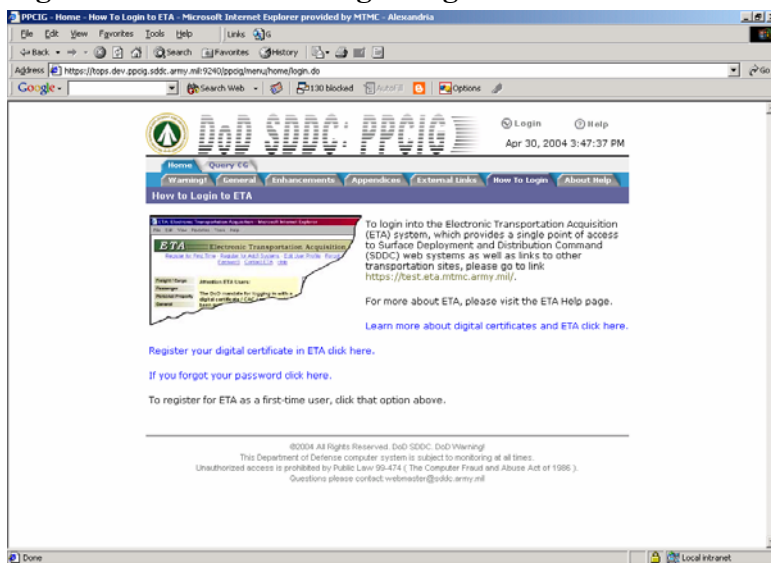 PPCIG - Home - How To Login to ETA - Microsoft Internet Explorer provided by MTMC - Alexandria
File Edit View Favorites Tools Help Links G
Back Search Favorites History
Address https://tops.dev.ppcig.sddc.army.mil:9240/ppcig/menu/home/login.do Go
Google Search Web 130 blocked AutoFill Options
DoD SDDC: PPCIG
Login Help
Apr 30, 2004 3:47:37 PM
Home Query CG
Warning! General Enhancements Appendices External Links How To Login About Help
How to Login to ETA
ETA Electronic Transportation Acquisition
Freight / Cargo
Passenger
Personal Property
General
Attention ETA Users:
To login into the Electronic Transportation Acquisition
(ETA) system, which provides a single point of access
to Surface Deployment and Distribution Command
(SDDC) web systems as well as links to other
transportation sites, please go to link
https://test.eta.mtmc.army.mil/.
For more about ETA, please visit the ETA Help page.
Learn more about digital certificates and ETA click here.
Register your digital certificate in ETA click here.
If you forgot your password click here.
To register for ETA as a first-time user, click that option above.
©2004 All Rights Reserved. DoD SDDC. DoD Warning!
This Department of Defense computer system is subject to monitoring at all times.
Unauthorized access is prohibited by Public Law 99-474 ( The Computer Fraud and Abuse Act of 1986 ).
Questions please contact webmaster@sddc.army.mil
Done Local intranet